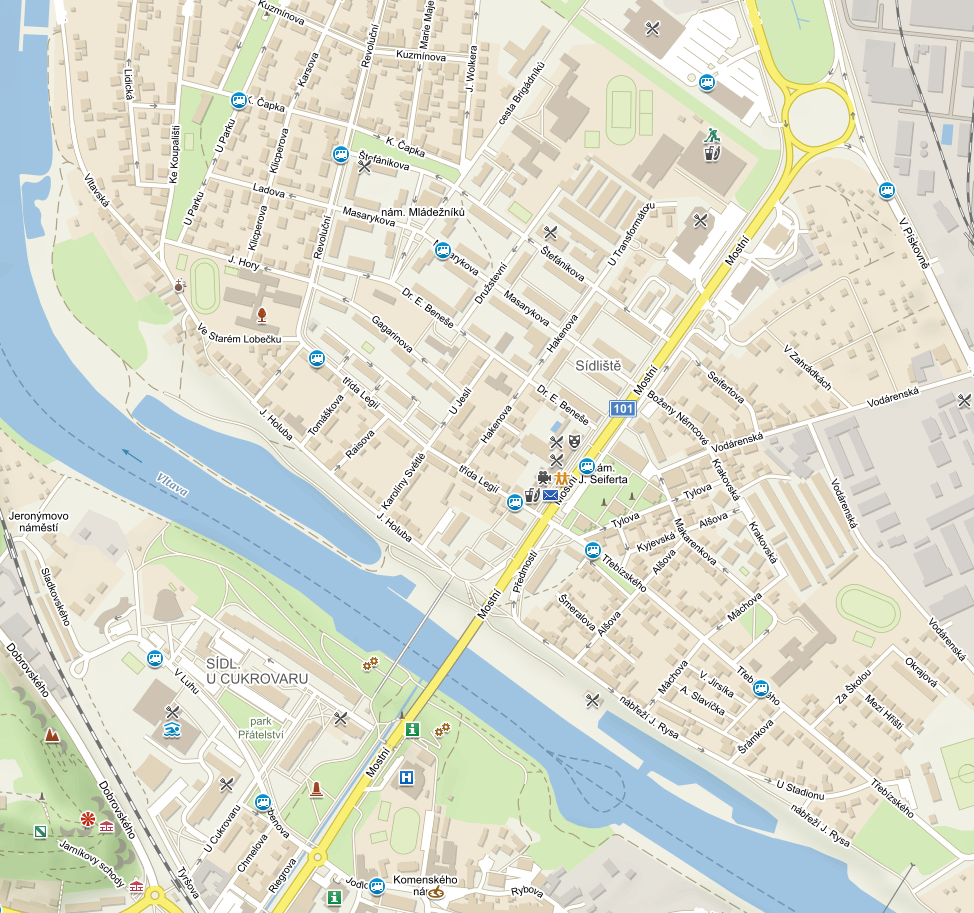 Kuzmínova
Marie Maje
Revoluční
Kuzmínova
Karsova
J. Wolkera
cesta Brigádníků
Lidická
K. Čapka
U Parku
Klicperova
K. Čapka
Štefánikova
Ke Koupališti
Vltavská
Ladova
U Parku
Klicperova
Revoluční
Masarykova
nám. Mládežníků
U Transformátoru
Mostní
V Pískovně
J. Hory
Masarykova
Štefánikova
Družstevní
Dr. E. Beneše
Masarykova
Gagarinova
Hakenova
Ve Starém Lobečku
Sídliště
V Zahrádkách
Seifertova
Mostní
třída Legií
U Jeslí
Dr. E. Beneše
101
Boženy Němcové
Vodárenská
J. Holuba
Tomáškova
Hakenova
Raisova
Vodárenská
Karolíny Světlé
třída Legií
Krakovská
nám.
J. Seiferta
Mostní
Vltava
Tylova
Vodárenská
J. Holuba
Tylova
Alšova
Krakovská
Jeronýmovo
náměstí
Kyjevská
Makarenkova
Předmostí
Alšova
Třebízského
Sladkovského
Mostní
Šmeralova
Alšova
Máchova
Vodárenská
Dobrovského
SÍDL.
U CUKROVARU
V Luhu
Máchova
V. Jirsíka
Okrajová
Za Školou
A. Slavíčka
Mezi Hřišti
park
Přátelství
nábřeží J. Rysa
Šrámkova
Mostní
H
Dobrovského
U Stadionu
Třebízského
nábřeží J. Rysa
U Cukrovaru
Chmelova
Jarníkovy schody
Tyršova
Riegrova
Komenského
Rybova